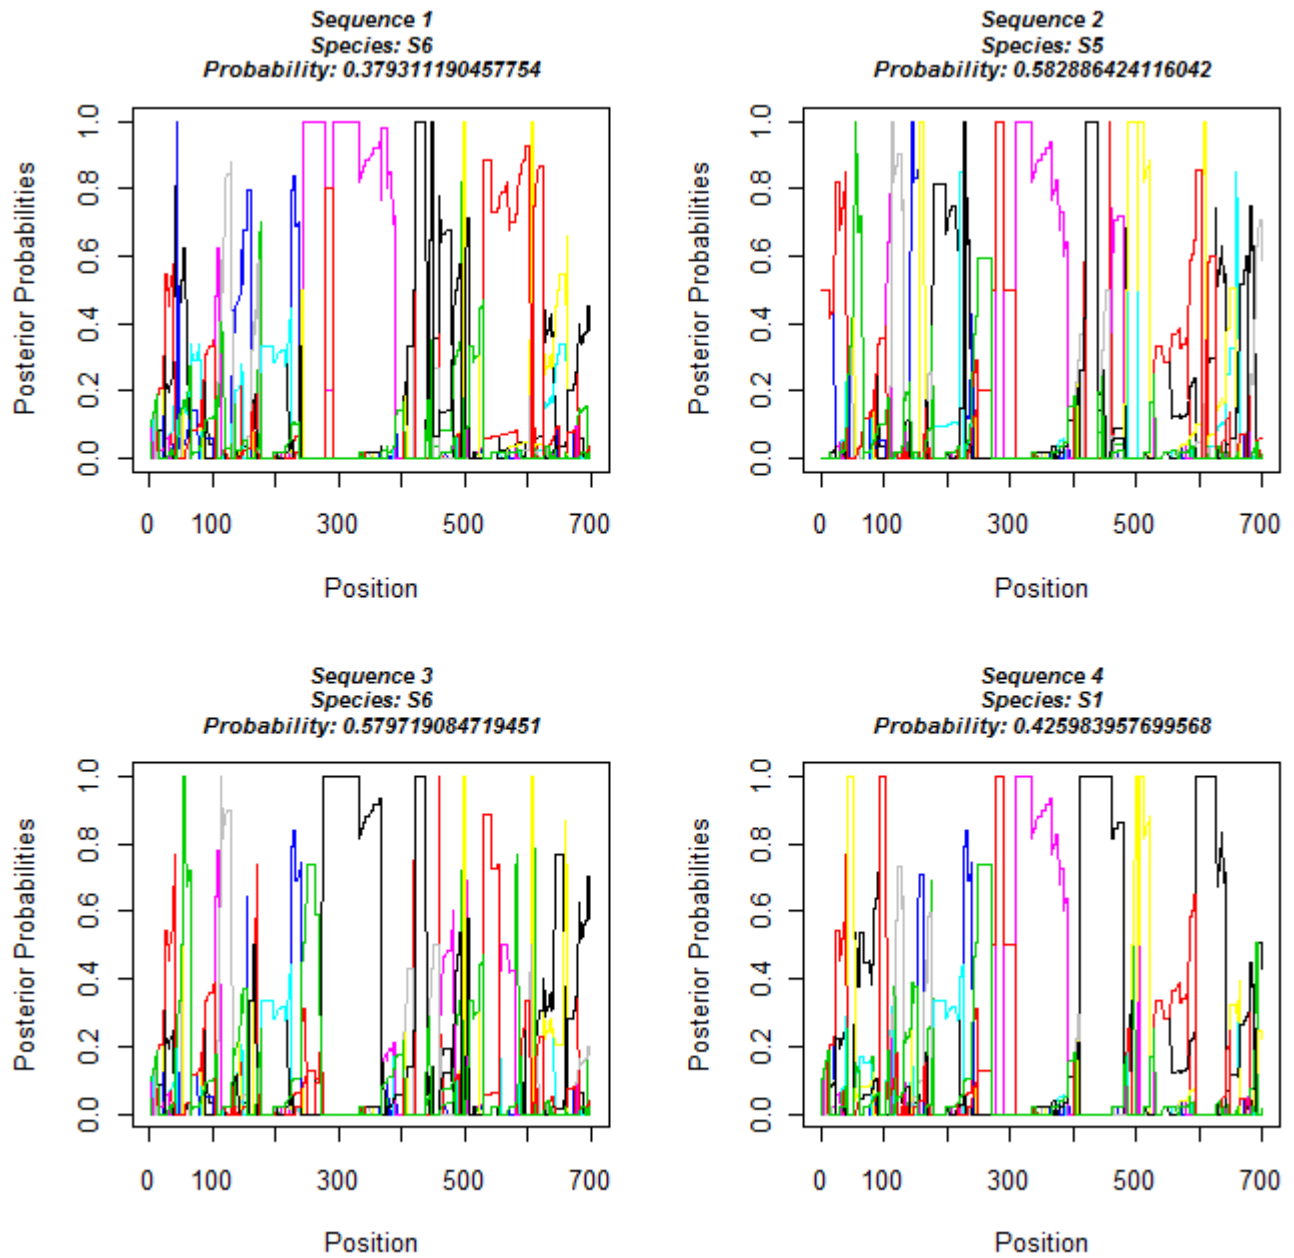 Sequence 1
Species: S6
Probability: 0.379311190457754
Posterior Probabilities
1.0
0.8
0.6
0.4
0.2
0.0
0 100 300 500 700
Position
Sequence 2
Species: S5
Probability: 0.582886424116042
Posterior Probabilities
1.0
0.8
0.6
0.4
0.2
0.0
0 100 300 500 700
Position
Sequence 3
Species: S6
Probability: 0.579719084719451
Posterior Probabilities
1.0
0.8
0.6
0.4
0.2
0.0
0 100 300 500 700
Position
Sequence 4
Species: S1
Probability: 0.425983957699568
Posterior Probabilities
1.0
0.8
0.6
0.4
0.2
0.0
0 100 300 500 700
Position